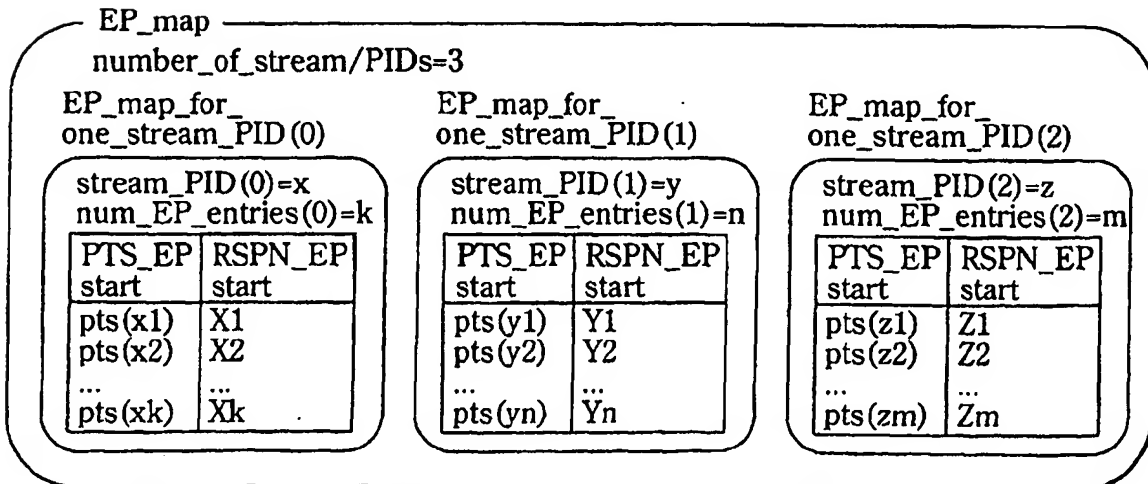 EP_map
number_of_stream/PIDs=3
EP_map_for_
one_stream_PID(0)
stream_PID(0)=x
num_EP_entries(0)=k
PTS_EP RSPN_EP
start start
pts(x1) X1
pts(x2) X2
... ...
pts(xk) Xk
EP_map_for_
one_stream_PID(1)
stream_PID(1)=y
num_EP_entries(1)=n
PTS_EP RSPN_EP
start start
pts(y1) Y1
pts(y2) Y2
... ...
pts(yn) Yn
EP_map_for_
one_stream_PID(2)
stream_PID(2)=z
num_EP_entries(2)=m
PTS_EP RSPN_EP
start start
pts(z1) Z1
pts(z2) Z2
... ...
pts(zm) Zm